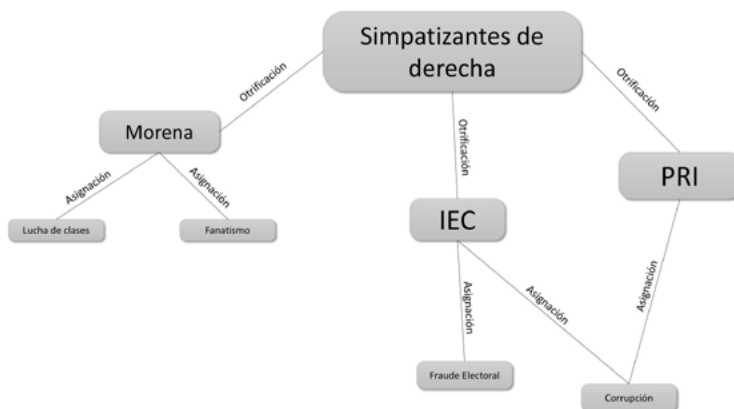 Simpatizantes de
derecha
Otrificación
Otrificación
Otrificación
Morena
PRI
IEC
Asignación
Asignación
Lucha de clases
Fanatismo
Asignación
Asignación
Asignación
Fraude Electoral
Corrupción